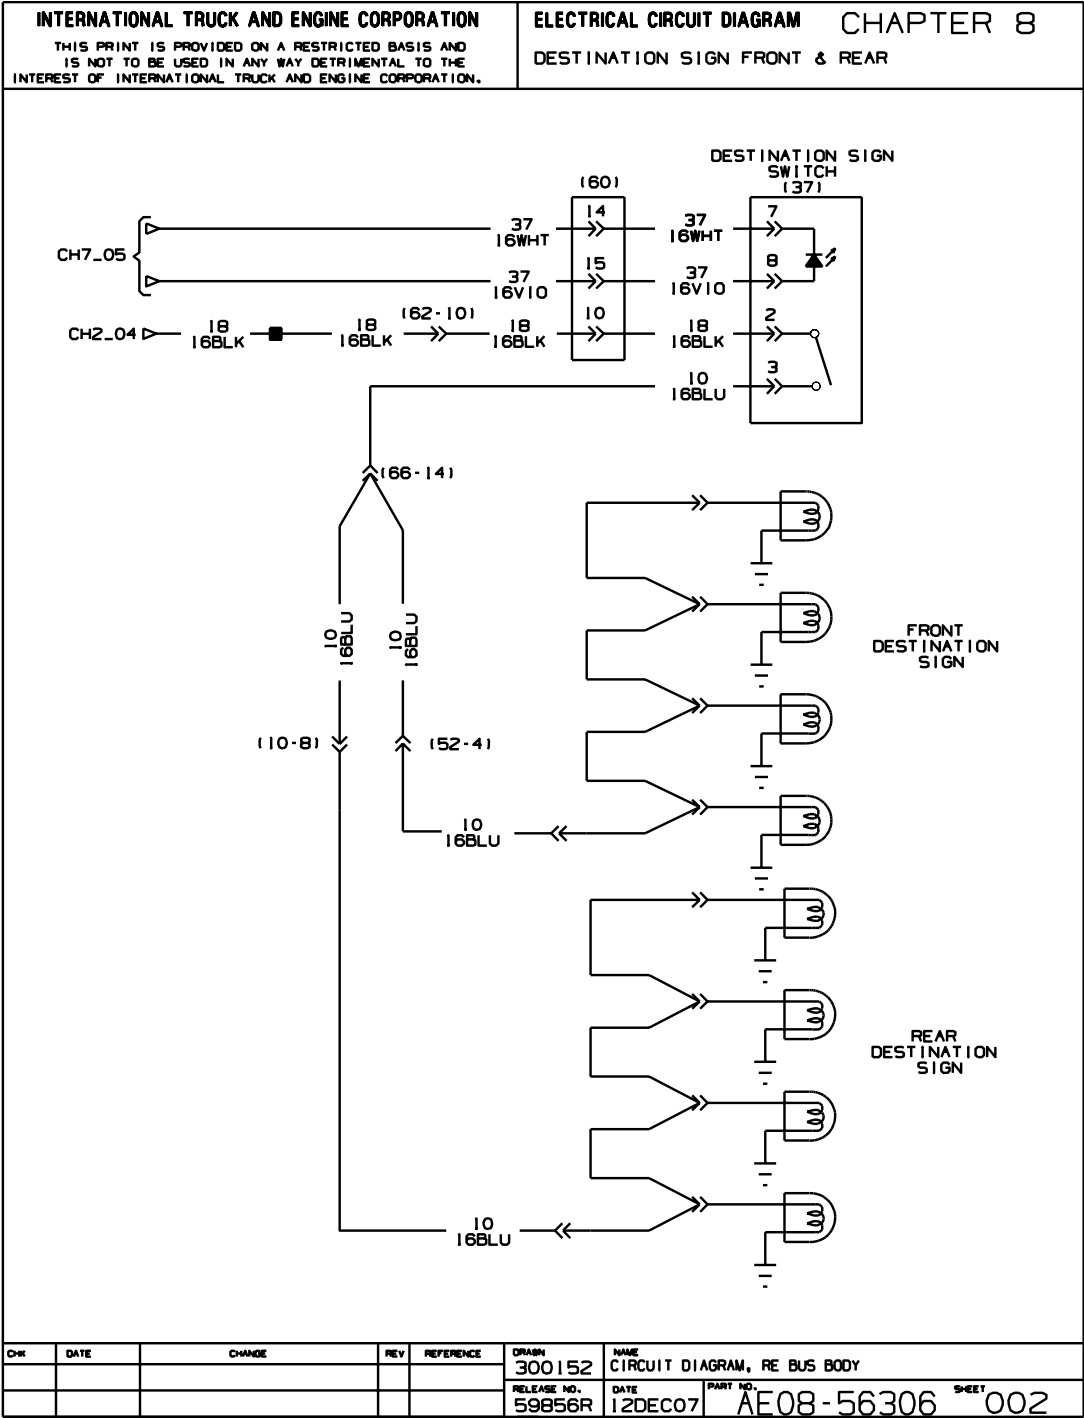 INTERNATIONAL TRUCK AND ENGINE CORPORATION
THIS PRINT IS PROVIDED ON A RESTRICTED BASIS AND
IS NOT TO BE USED IN ANY WAY DETRIMENTAL TO THE
INTEREST OF INTERNATIONAL TRUCK AND ENGINE CORPORATION.
ELECTRICAL CIRCUIT DIAGRAM CHAPTER 8
DESTINATION SIGN FRONT & REAR
DESTINATION SIGN
SWITCH
(37)
(60)
CH7_05
37
16WHT
14
37
16WHT
7
37
16VIO
15
37
16VIO
8
CH2_04
18
16BLK
18
16BLK
(62-10)
18
16BLK
10
18
16BLK
2
10
16BLU
3
(66-14)
10
16BLU
10
16BLU
FRONT
DESTINATION
SIGN
(10-8)
(52-4)
10
16BLU
REAR
DESTINATION
SIGN
10
16BLU
CHK DATE CHANGE REV REFERENCE
DRAWN
300152
NAME
CIRCUIT DIAGRAM, RE BUS BODY
RELEASE NO.
59856R
DATE
12DEC07
PART NO.
AE08-56306
SHEET
002